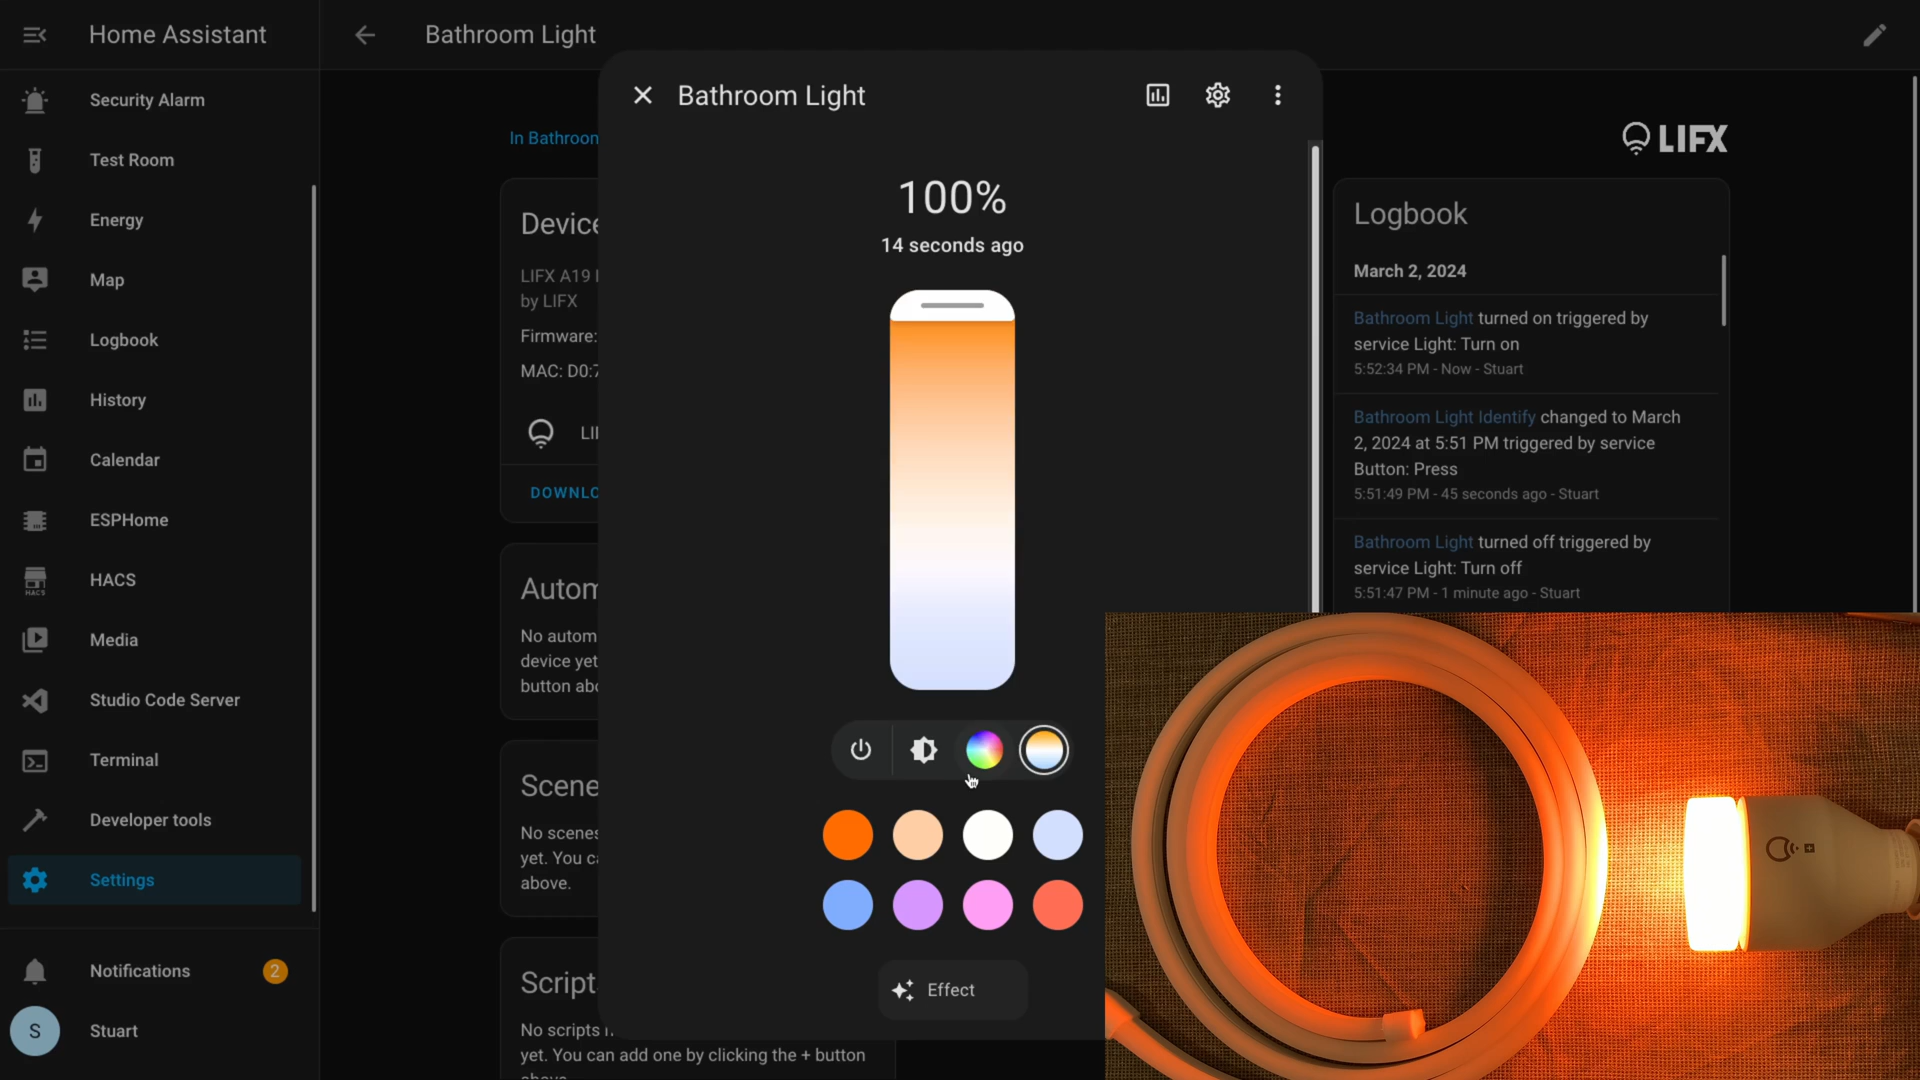 Home Assistant
Bathroom Light
Security Alarm
Test Room
Energy
Map
Logbook
History
Calendar
ESPHome
HACS
HACS
Media
Studio Code Server
Terminal
Developer tools
Settings
Notifications
2
S
Stuart
In Bathroom
Device
LIFX A19
by LIFX
Firmware:
MAC: D0:7
LI
DOWNLO
Autom
No autom
device yet
button abo
Scene
No scenes
yet. You ca
above.
Script
No scripts
yet. You can add one by clicking the + button
Bathroom Light
100%
14 seconds ago
Effect
LIFX
Logbook
March 2, 2024
Bathroom Light turned on triggered by
service Light: Turn on
5:52:34 PM - Now - Stuart
Bathroom Light Identify changed to March
2, 2024 at 5:51 PM triggered by service
Button: Press
5:51:49 PM - 45 seconds ago - Stuart
Bathroom Light turned off triggered by
service Light: Turn off
5:51:47 PM - 1 minute ago - Stuart